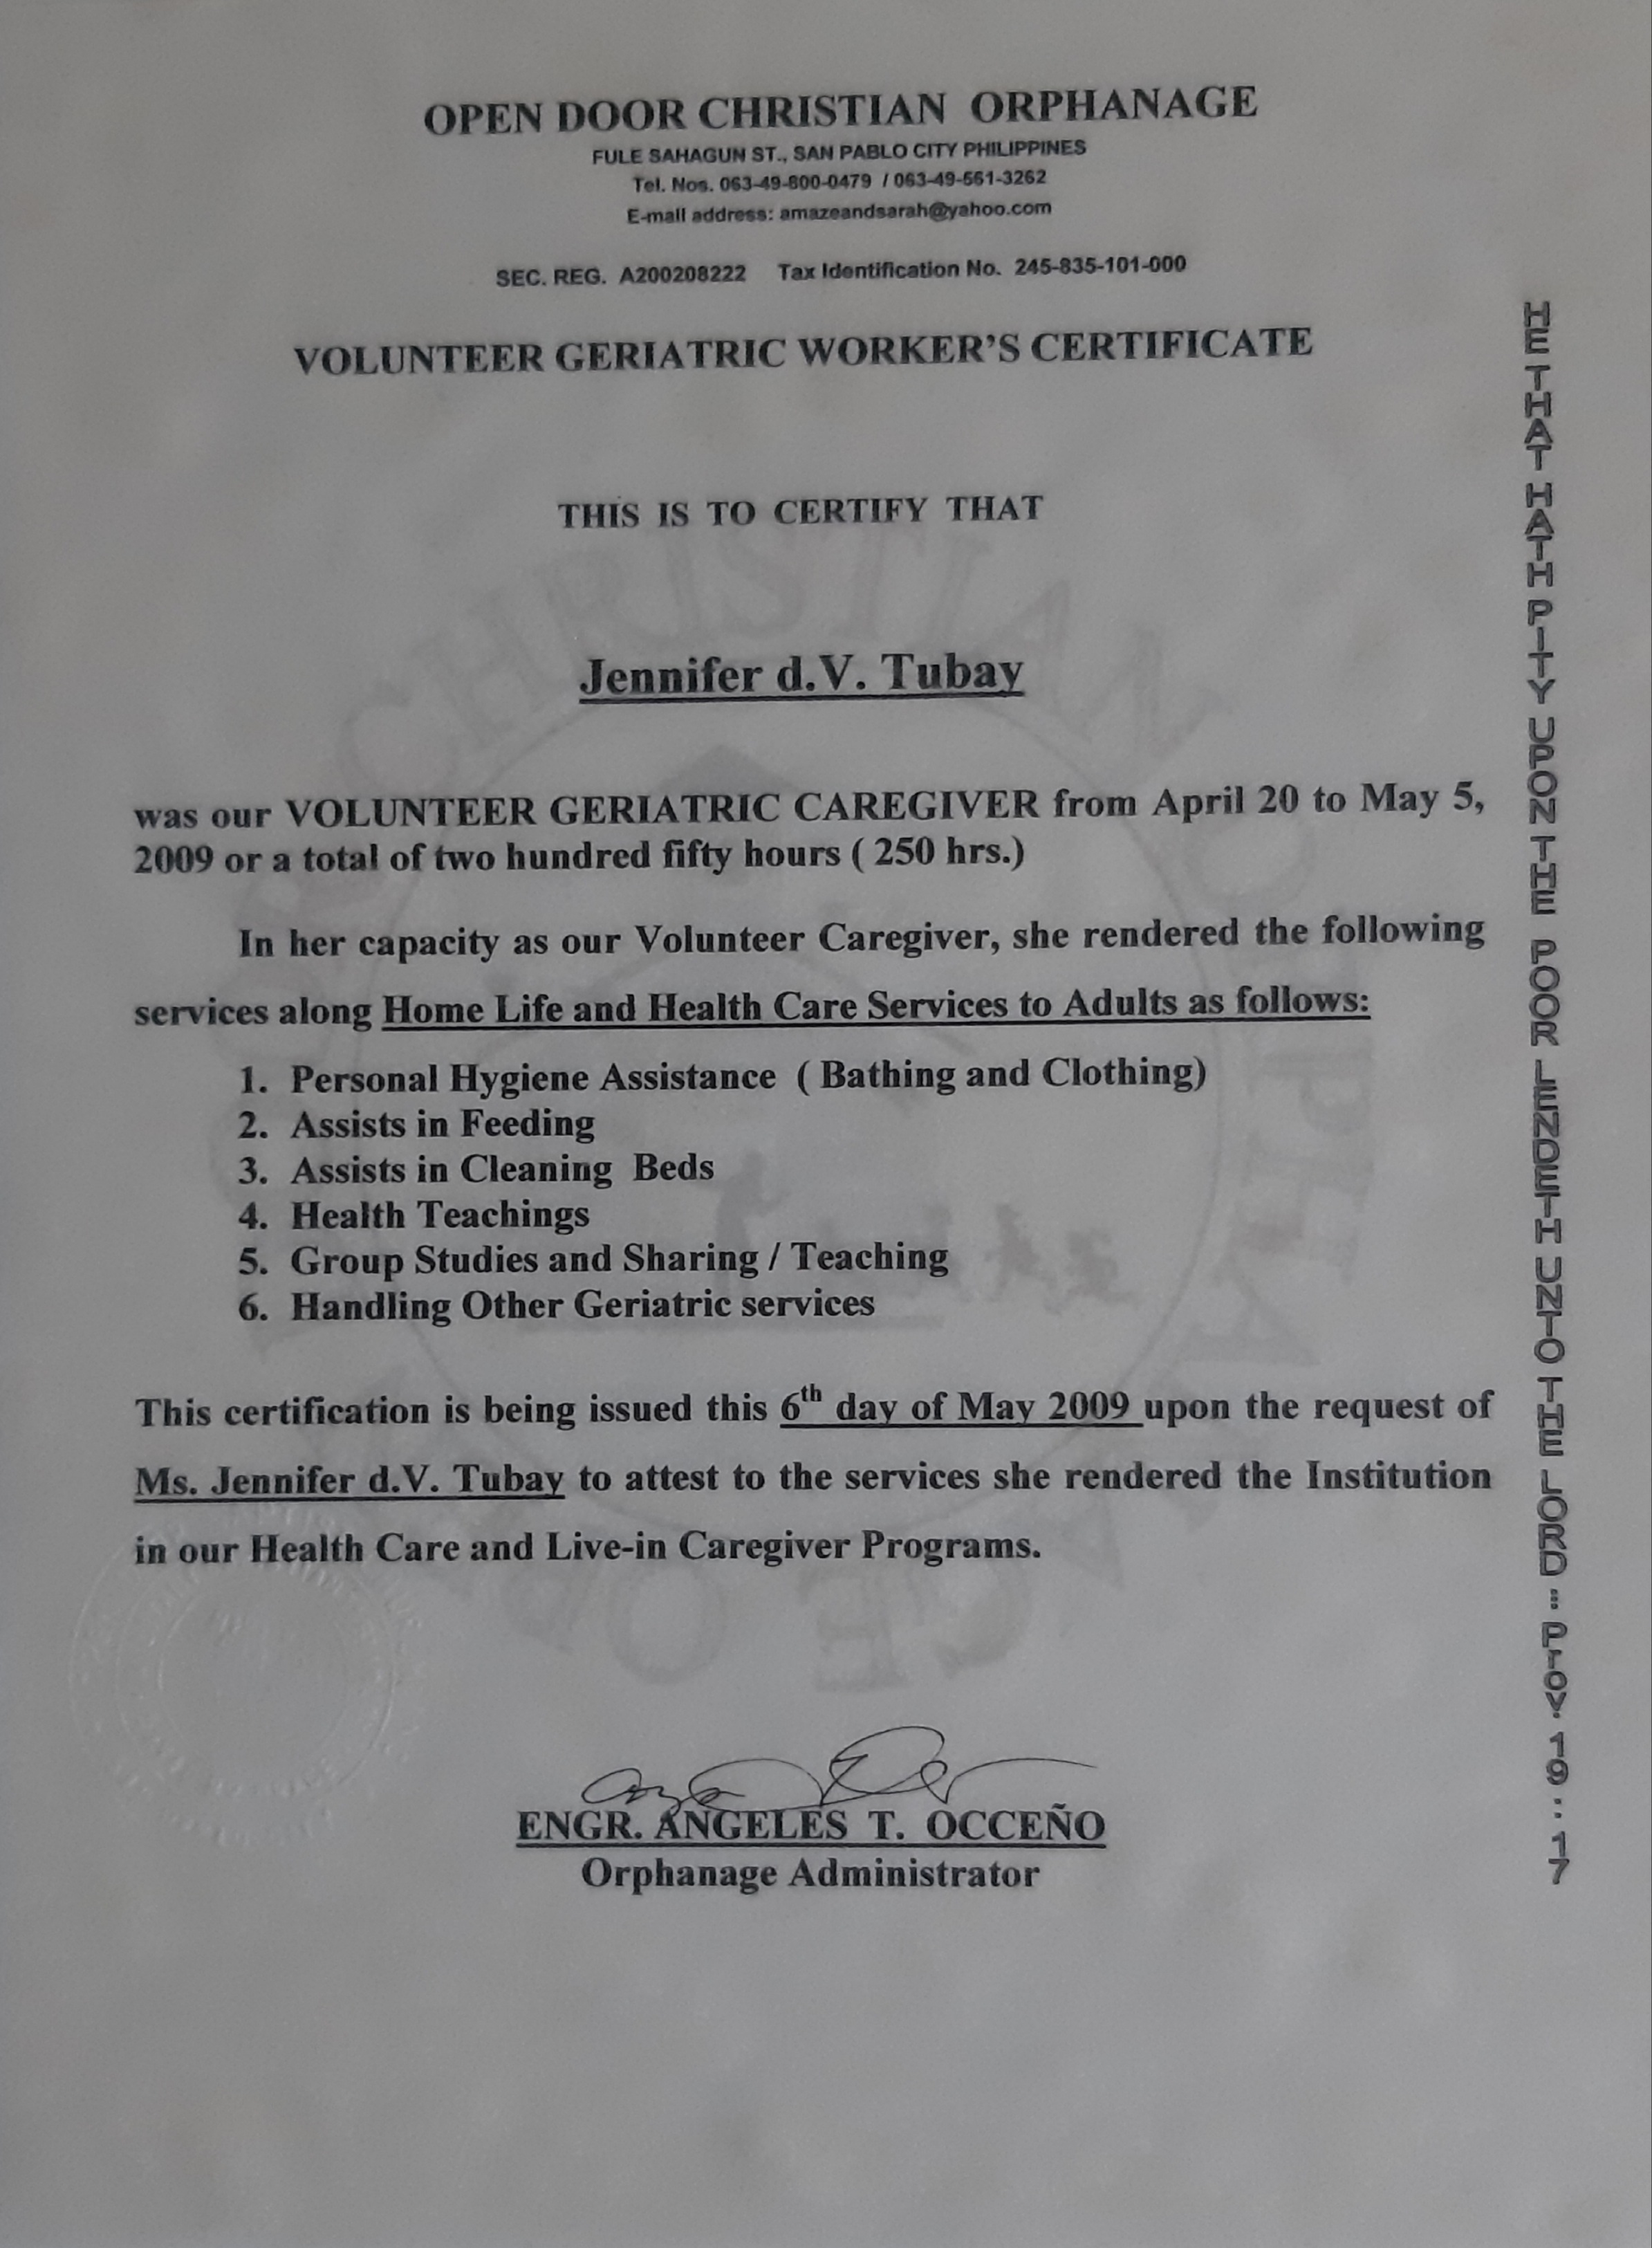 OPEN DOOR CHRISTIAN ORPHANAGE
FULE SAHAGUN ST., SAN PABLO CITY PHILIPPINES
Tel. Nos. 063-49-800-0479 / 063-49-561-3262
E-mail address: amazeandsarah@yahoo.com
SEC. REG. A200208222 Tax Identification No. 245-835-101-000
VOLUNTEER GERIATRIC WORKER'S CERTIFICATE
THIS IS TO CERTIFY THAT
Jennifer d.V. Tubay
was our VOLUNTEER GERIATRIC CAREGIVER from April 20 to May 5,
2009 or a total of two hundred fifty hours ( 250 hrs.)
In her capacity as our Volunteer Caregiver, she rendered the following
services along Home Life and Health Care Services to Adults as follows:
1. Personal Hygiene Assistance ( Bathing and Clothing)
2. Assists in Feeding
3. Assists in Cleaning Beds
4. Health Teachings
5. Group Studies and Sharing / Teaching
6. Handling Other Geriatric services
This certification is being issued this 6th day of May 2009 upon the request of
Ms. Jennifer d.V. Tubay to attest to the services she rendered the Institution
in our Health Care and Live-in Caregiver Programs.
ENGR. ANGELES T. OCCEÑO
Orphanage Administrator
HE THAT HATH PITY UPON THE POOR LENDETH UNTO THE LORD :: Prov. 19 : 17